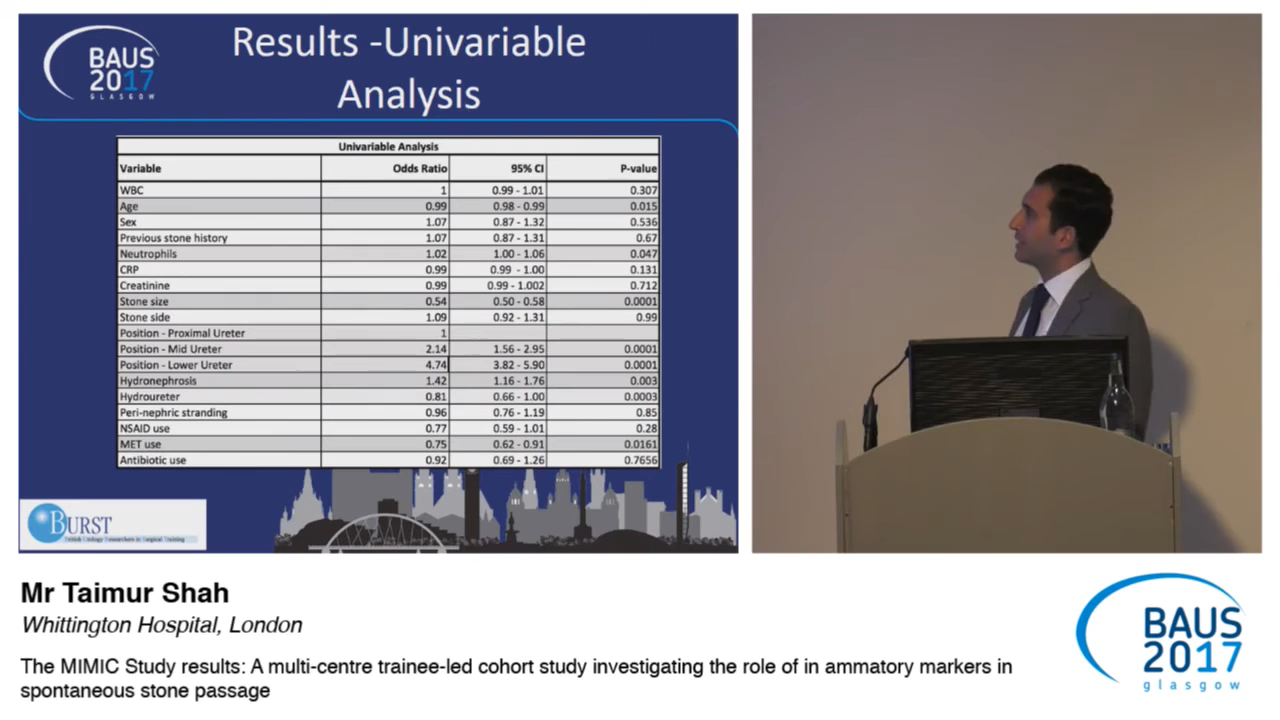 BAUS
2017
GLASGOW
Results -Univariable
Analysis
Univariable Analysis
Variable Odds Ratio 95% CI P-value
WBC 1 0.99 - 1.01 0.307
Age 0.99 0.98 - 0.99 0.015
Sex 1.07 0.87 - 1.32 0.536
Previous stone history 1.07 0.87 - 1.31 0.67
Neutrophils 1.02 1.00 - 1.06 0.047
CRP 0.99 0.99 - 1.00 0.131
Creatinine 0.99 0.99 - 1.002 0.712
Stone size 0.54 0.50 - 0.58 0.0001
Stone side 1.09 0.92 - 1.31 0.99
Position - Proximal Ureter 1
Position - Mid Ureter 2.14 1.56 - 2.95 0.0001
Position - Lower Ureter 4.74 3.82 - 5.90 0.0001
Hydronephrosis 1.42 1.16 - 1.76 0.003
Hydroureter 0.81 0.66 - 1.00 0.0003
Peri-nephric stranding 0.96 0.76 - 1.19 0.85
NSAID use 0.77 0.59 - 1.01 0.28
MET use 0.75 0.62 - 0.91 0.0161
Antibiotic use 0.92 0.69 - 1.26 0.7656
BURST
British Urology Researchers in Surgical Training
Mr Taimur Shah
Whittington Hospital, London
The MIMIC Study results: A multi-centre trainee-led cohort study investigating the role of in ammatory markers in
spontaneous stone passage
BAUS
2017
glasgow